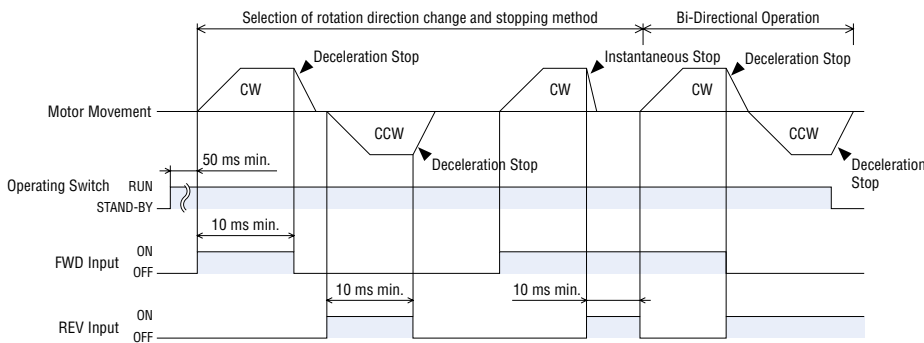 Selection of rotation direction change and stopping method
Bi-Directional Operation
Deceleration Stop
Instantaneous Stop
Deceleration Stop
CW
CW
CW
Motor Movement
CCW
CCW
Deceleration Stop
Deceleration
Stop
50 ms min.
Operating Switch
RUN
STAND-BY
10 ms min.
FWD Input
ON
OFF
10 ms min.
10 ms min.
REV Input
ON
OFF